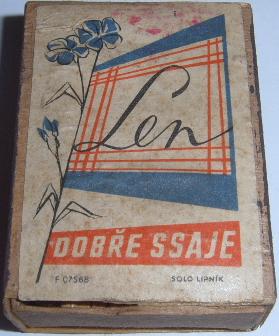 Len
DOBŘE SSAJE
F 07568 SOLO LIPNÍK